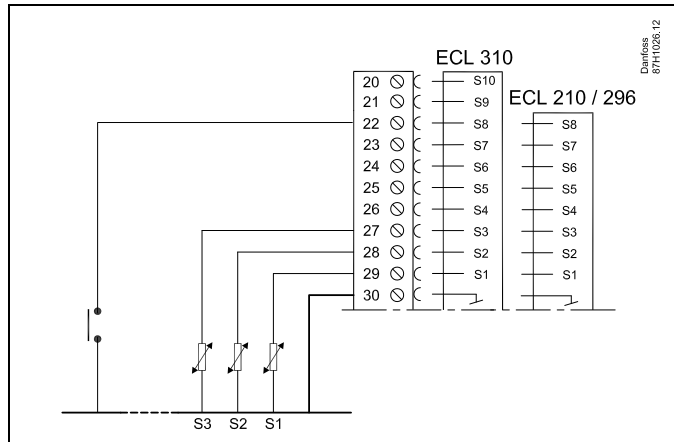 Danfoss
87H1026.12
ECL 310
ECL 210 / 296
20 S10
21 S9
22 S8 S8
23 S7 S7
24 S6 S6
25 S5 S5
26 S4 S4
27 S3 S3
28 S2 S2
29 S1 S1
30
S3 S2 S1